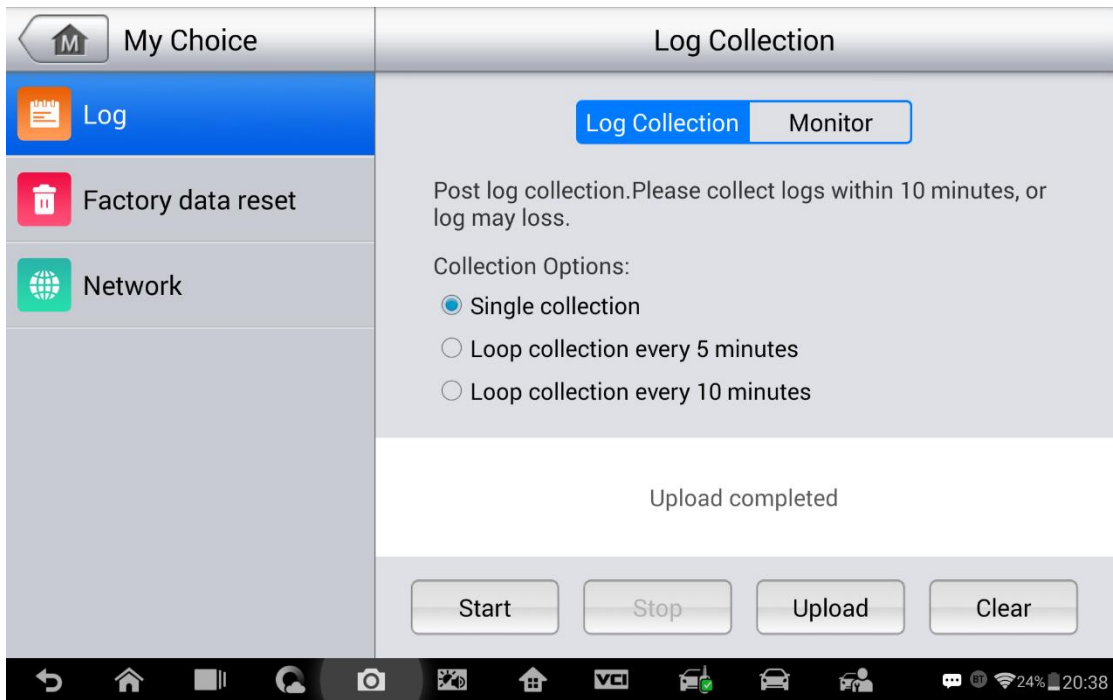 My Choice
Log Collection
Log
Factory data reset
Network
Log Collection
Monitor
Post log collection.Please collect logs within 10 minutes, or
log may loss.
Collection Options:
Single collection
Loop collection every 5 minutes
Loop collection every 10 minutes
Upload completed
Start
Stop
Upload
Clear
M
VCI
BT
24%
20:38